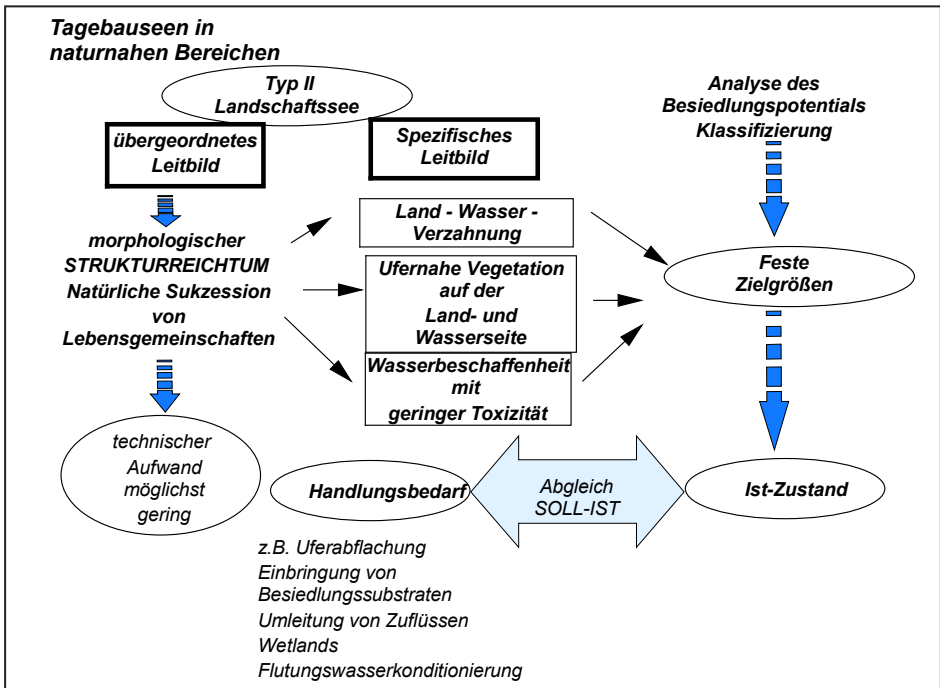 Tagebauseen in
naturnahen Bereichen
Typ II
Landschaftssee
übergeordnetes
Leitbild
Spezifisches
Leitbild
Analyse des
Besiedlungspotentials
Klassifizierung
morphologischer
STRUKTURREICHTUM
Natürliche Sukzession
von
Lebensgemeinschaften
Land - Wasser -
Verzahnung
Ufernahe Vegetation
auf der
Land- und
Wasserseite
Wasserbeschaffenheit
mit
geringer Toxizität
Feste
Zielgrößen
technischer
Aufwand
möglichst
gering
Handlungsbedarf
Abgleich
SOLL-IST
Ist-Zustand
z.B. Uferabflachung
Einbringung von
Besiedlungssubstraten
Umleitung von Zuflüssen
Wetlands
Flutungswasserkonditionierung